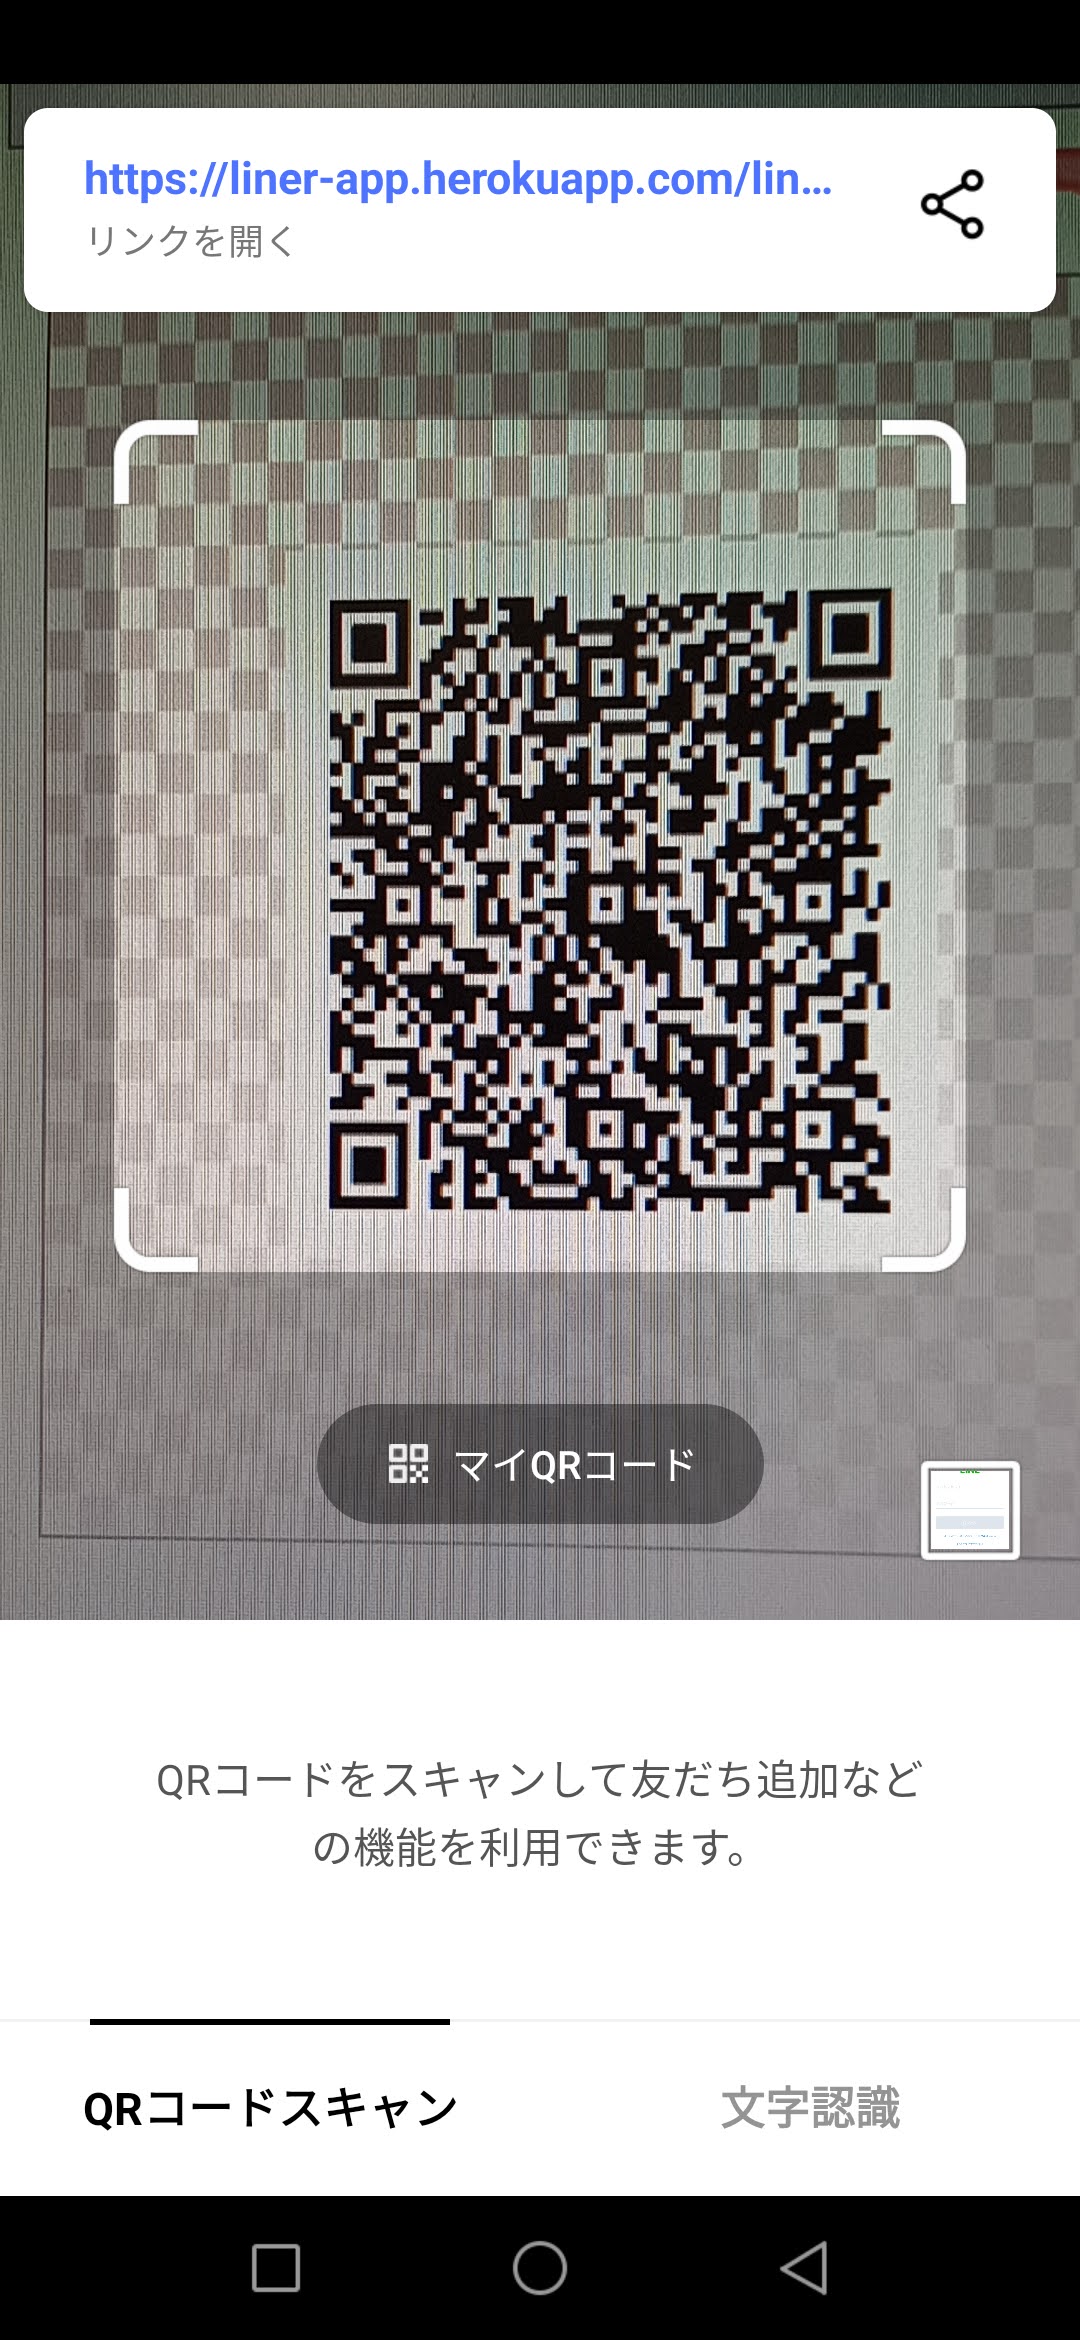 https://liner-app.herokuapp.com/lin...
リンクを開く
マイQRコード
QRコードをスキャンして友だち追加など
の機能を利用できます。
QRコードスキャン
文字認識